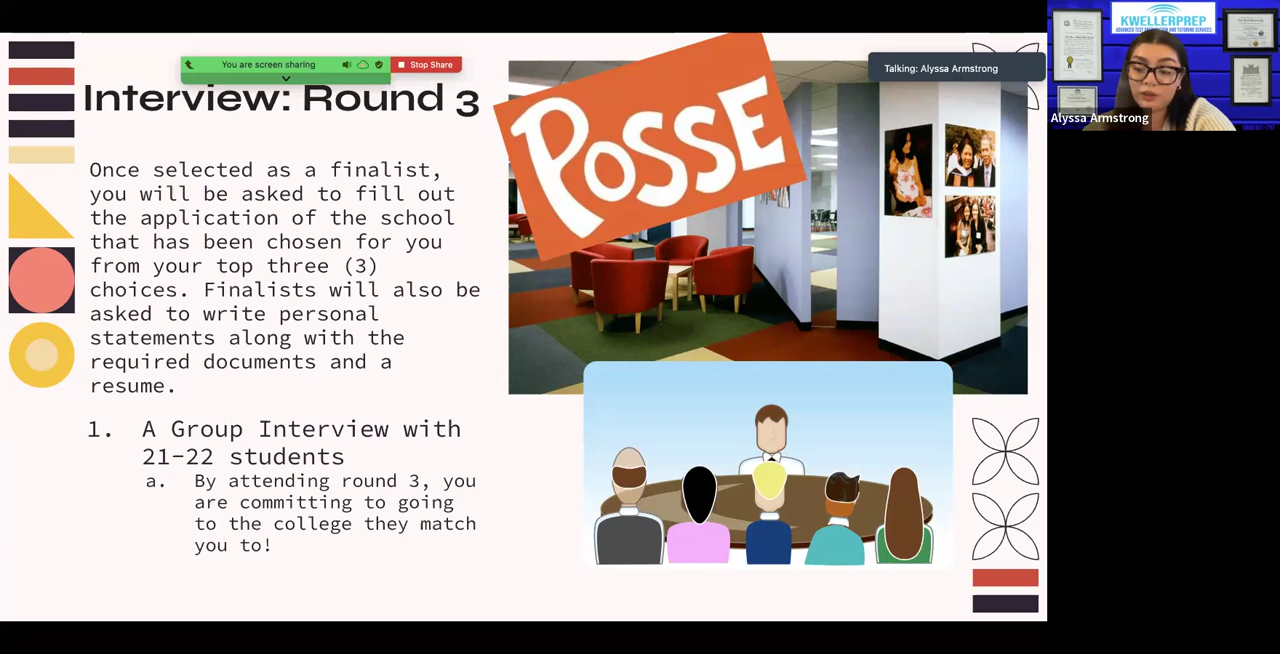 You are screen sharing
Stop Share
Interview: Round 3
Once selected as a finalist,
you will be asked to fill out
the application of the school
that has been chosen for you
from your top three (3)
choices. Finalists will also be
asked to write personal
statements along with the
required documents and a
resume.
1. A Group Interview with
21-22 students
a. By attending round 3, you
are committing to going
to the college they match
you to!
POSSE
Talking: Alyssa Armstrong
KWELLERPREP
Alyssa Armstrong